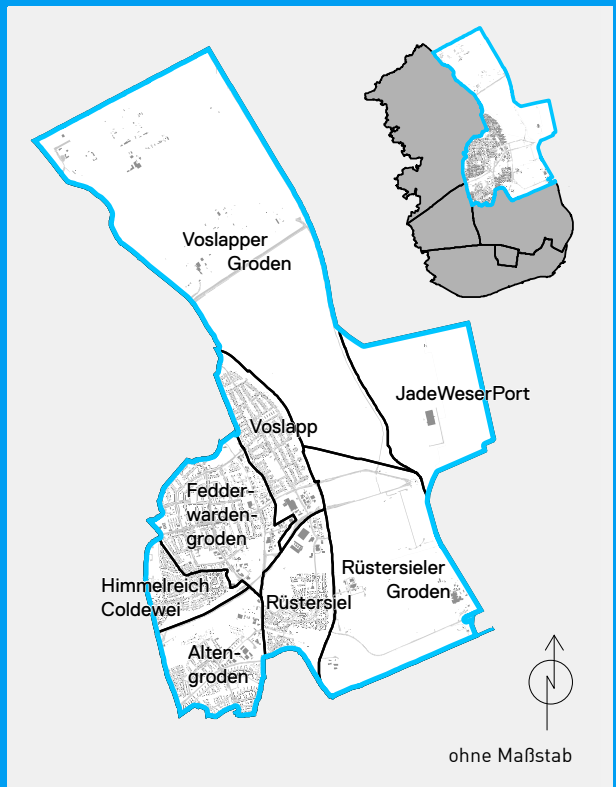 Voslapper
Groden
JadeWeserPort
Voslapp
Fedder-
warden-
groden
Rüstersieler
Groden
Himmelreich
Coldewei
Rüstersiel
Alten-
groden
N
ohne Maßstab